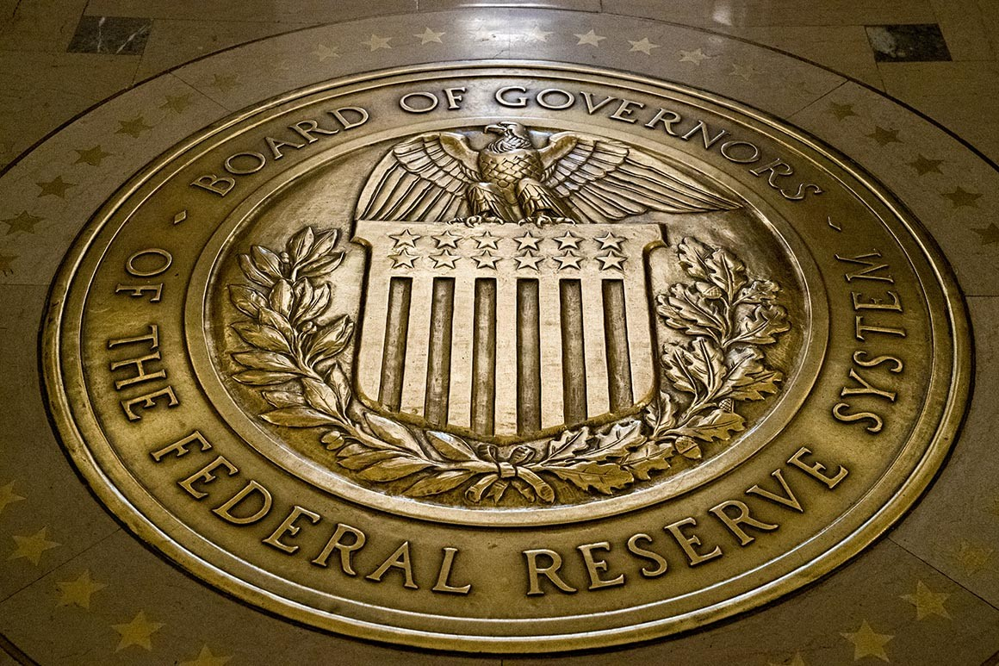 BOARD OF GOVERNORS
OF THE FEDERAL RESERVE SYSTEM